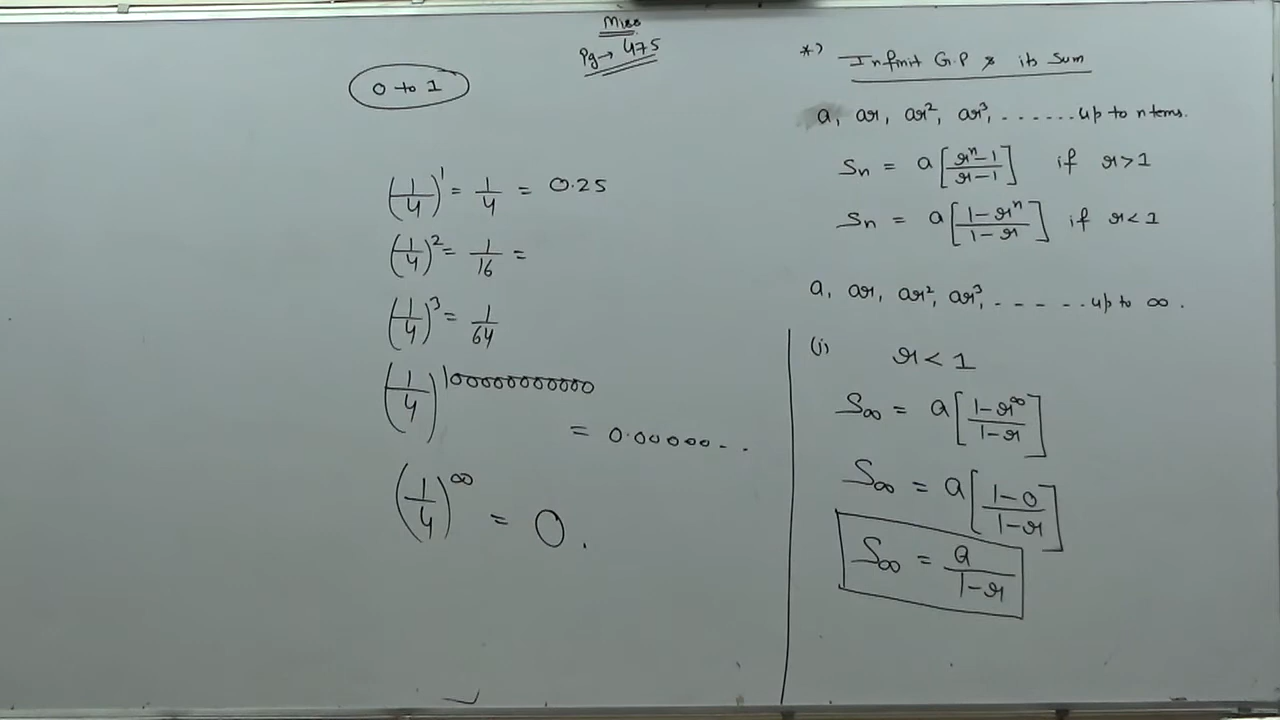 Misc
Pg→ 475
0 to 1
(1/4)^1 = 1/4 = 0.25
(1/4)^2 = 1/16 =
(1/4)^3 = 1/64
(1/4)^100000000000
= 0.00000-.
(1/4)^∞ = 0.
*) Infinit G.P & its Sum
a, ar, ar², ar³, ...... up to n terms.
Sn = a[(r^n-1)/(r-1)] if r>1
Sn = a[(1-r^n)/(1-r)] if r<1
a, ar, ar², ar³, - - - - - up to ∞.
(i) r < 1
S∞ = a[(1-r^∞)/(1-r)]
S∞ = a[(1-0)/(1-r)]
S∞ = a/(1-r)